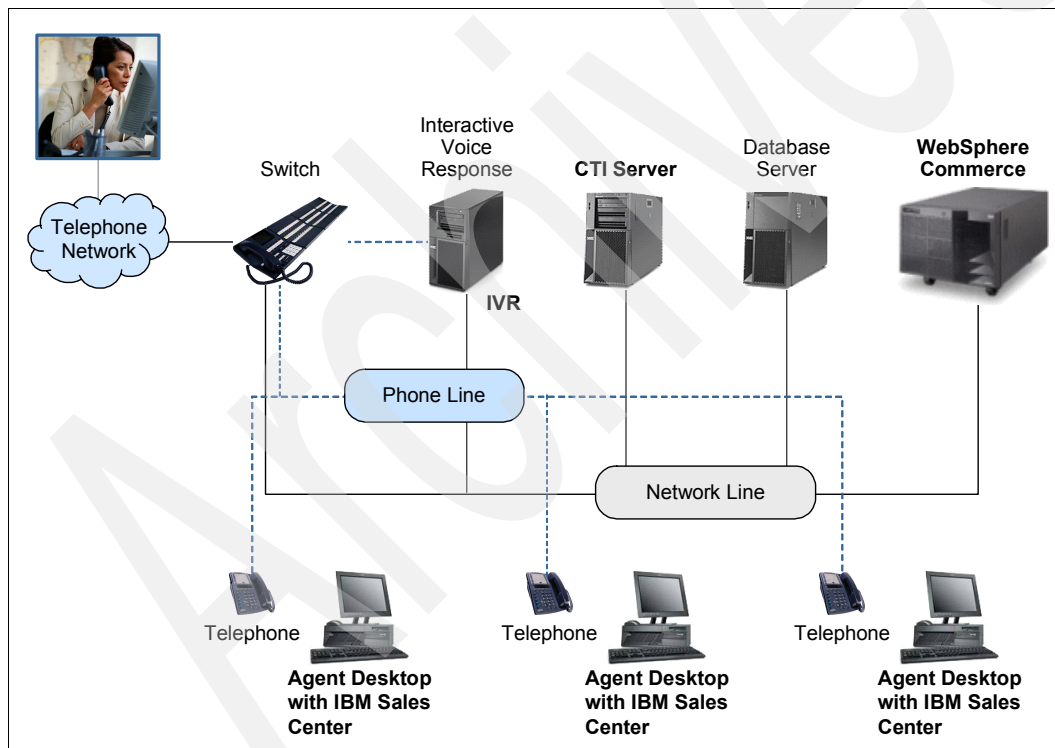 Telephone
Network
Switch
Interactive
Voice
Response
IVR
CTI Server
Database
Server
WebSphere
Commerce
Phone Line
Network Line
Telephone
Agent Desktop
with IBM Sales
Center
Telephone
Agent Desktop
with IBM Sales
Center
Telephone
Agent Desktop
with IBM Sales
Center
Archive